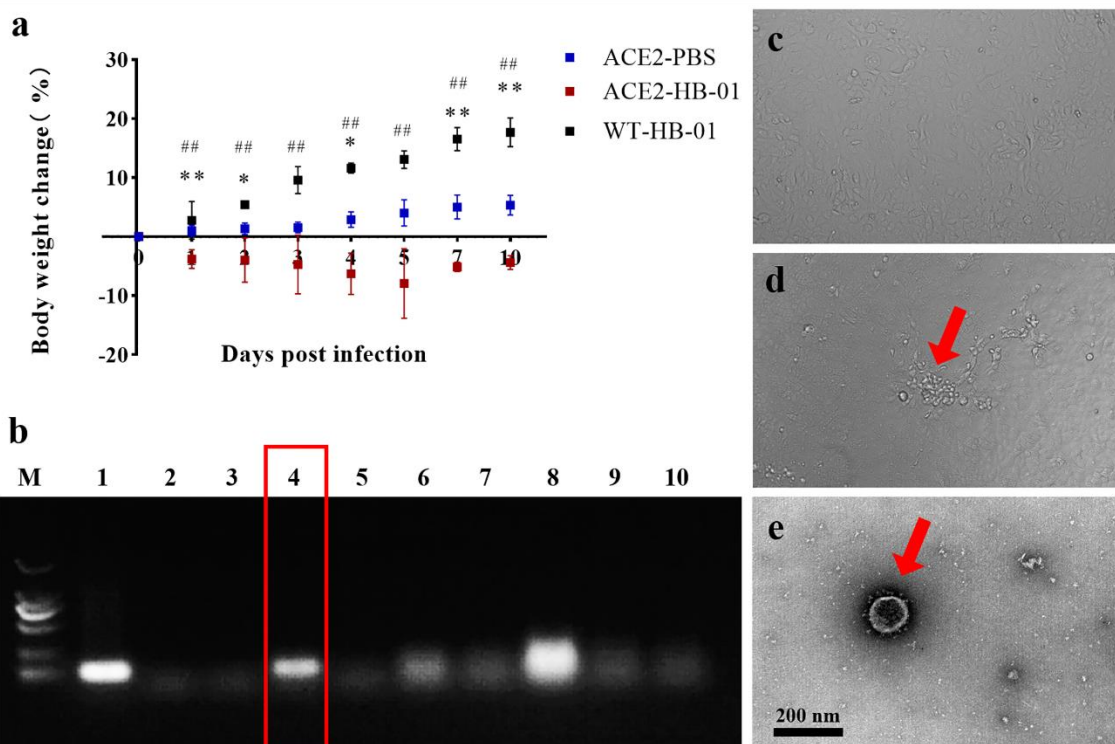 a
30
20
10
-10
-20
Body weight change( %)
## ## ## ## ## ## ##
** * * ** **
0 1 2 3 4 5 7 10
Days post infection
ACE2-PBS
ACE2-HB-01
WT-HB-01
b
M 1 2 3 4 5 6 7 8 9 10
c
d
e
200 nm